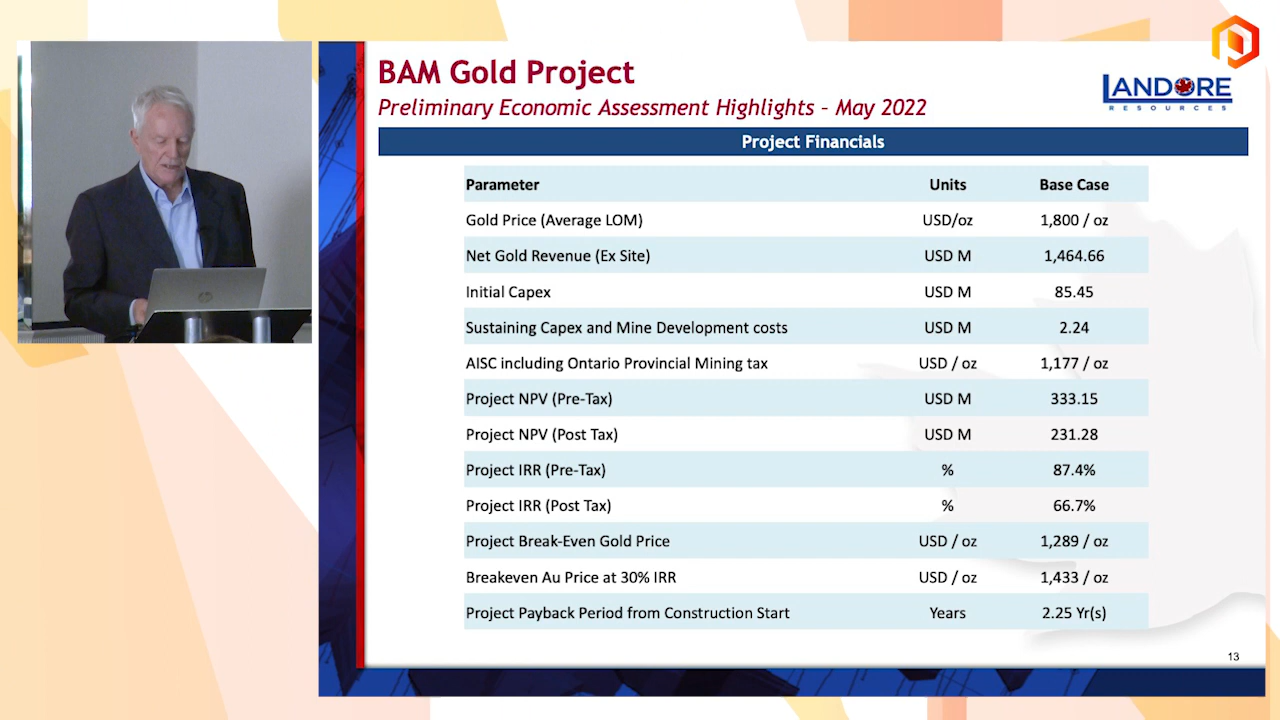 BAM Gold Project
Preliminary Economic Assessment Highlights – May 2022
LANDORE
RESOURCES
Project Financials
Parameter Units Base Case
Gold Price (Average LOM) USD/oz 1,800 / oz
Net Gold Revenue (Ex Site) USD M 1,464.66
Initial Capex USD M 85.45
Sustaining Capex and Mine Development costs USD M 2.24
AISC including Ontario Provincial Mining tax USD / oz 1,177 / oz
Project NPV (Pre-Tax) USD M 333.15
Project NPV (Post Tax) USD M 231.28
Project IRR (Pre-Tax) % 87.4%
Project IRR (Post Tax) % 66.7%
Project Break-Even Gold Price USD / oz 1,289 / oz
Breakeven Au Price at 30% IRR USD / oz 1,433 / oz
Project Payback Period from Construction Start Years 2.25 Yr(s)
13